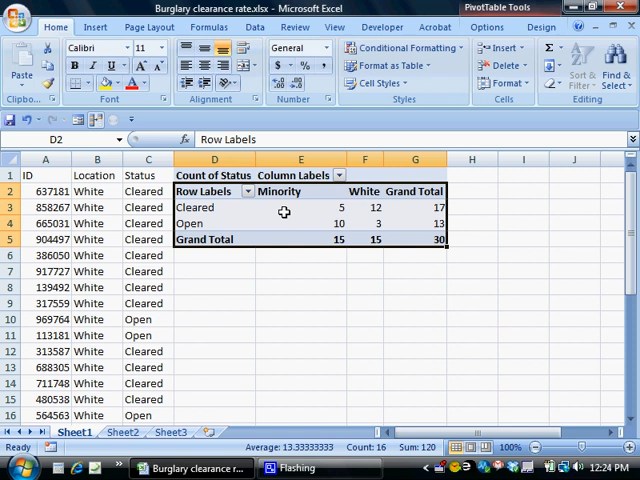 Burglary clearance rate.xlsx - Microsoft Excel
PivotTable Tools
Home Insert Page Layout Formulas Data Review View Developer Add-Ins Acrobat Options Design
Calibri 11 General Conditional Formatting Insert
Paste Format as Table Delete Sort & Filter Find & Select
Cell Styles Format
Clipbo... Font Alignment Number Styles Cells Editing
D2 fx Row Labels
A B C D E F G H I J
1 ID Location Status Count of Status Column Labels
2 637181 White Cleared Row Labels Minority White Grand Total
3 858267 White Cleared Cleared 5 12 17
4 665031 White Cleared Open 10 3 13
5 904497 White Cleared Grand Total 15 15 30
6 386050 White Cleared
7 917727 White Cleared
8 139492 White Cleared
9 317559 White Cleared
10 969764 White Open
11 113181 White Open
12 313587 White Cleared
13 688305 White Cleared
14 711748 White Cleared
15 480538 White Cleared
16 564563 White Open
Sheet1 Sheet2 Sheet3
Ready Average: 13.33333333 Count: 16 Sum: 120 100%
Burglary clearance r... Flashing 12:24 PM